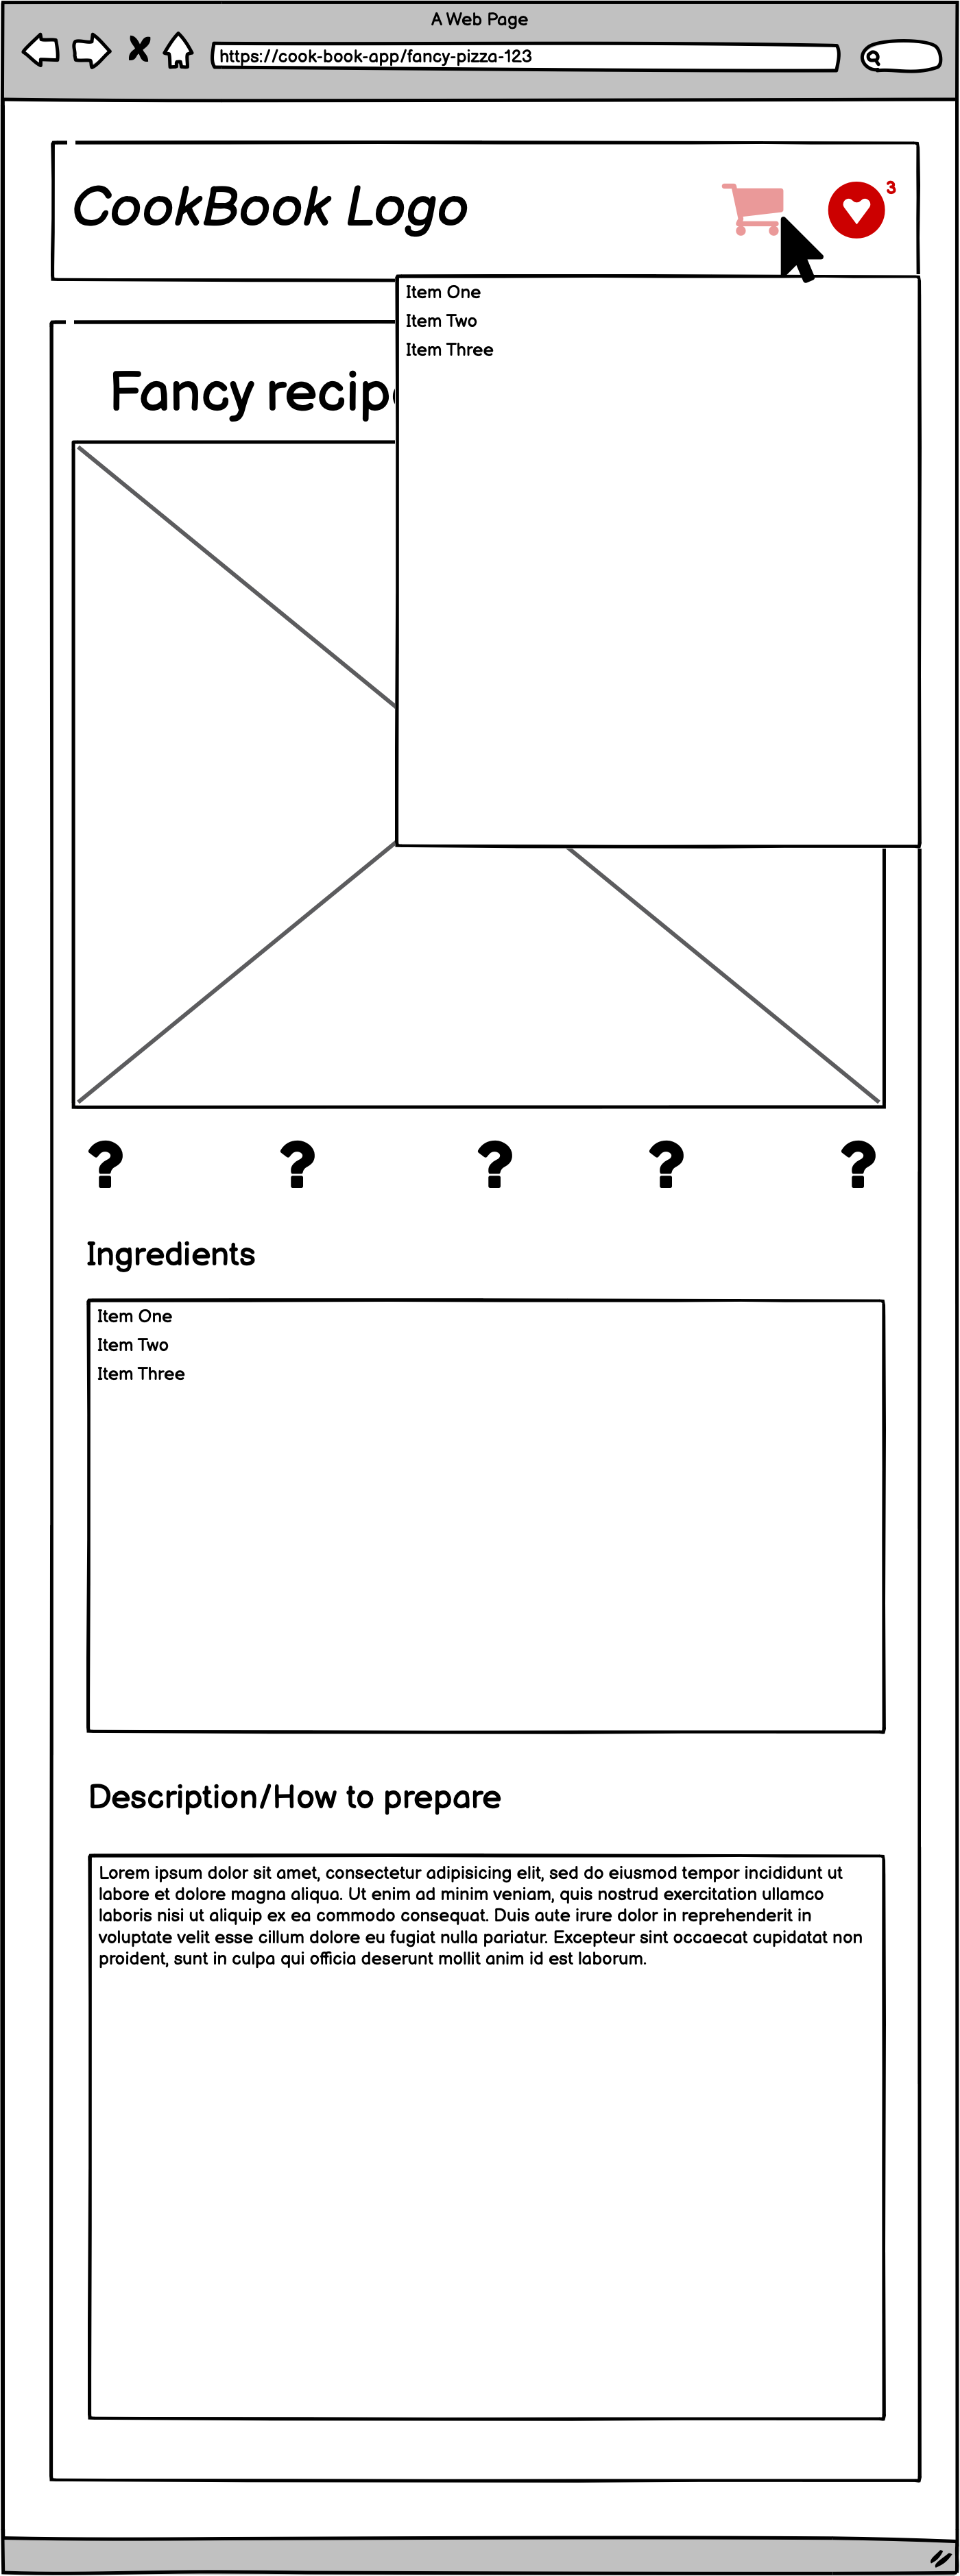 A Web Page
https://cook-book-app/fancy-pizza-123
CookBook Logo
3
Item One
Item Two
Item Three
Fancy recip
? ? ? ? ?
Ingredients
Item One
Item Two
Item Three
Description/How to prepare
Lorem ipsum dolor sit amet, consectetur adipisicing elit, sed do eiusmod tempor incididunt ut
labore et dolore magna aliqua. Ut enim ad minim veniam, quis nostrud exercitation ullamco
laboris nisi ut aliquip ex ea commodo consequat. Duis aute irure dolor in reprehenderit in
voluptate velit esse cillum dolore eu fugiat nulla pariatur. Excepteur sint occaecat cupidatat non
proident, sunt in culpa qui officia deserunt mollit anim id est laborum.